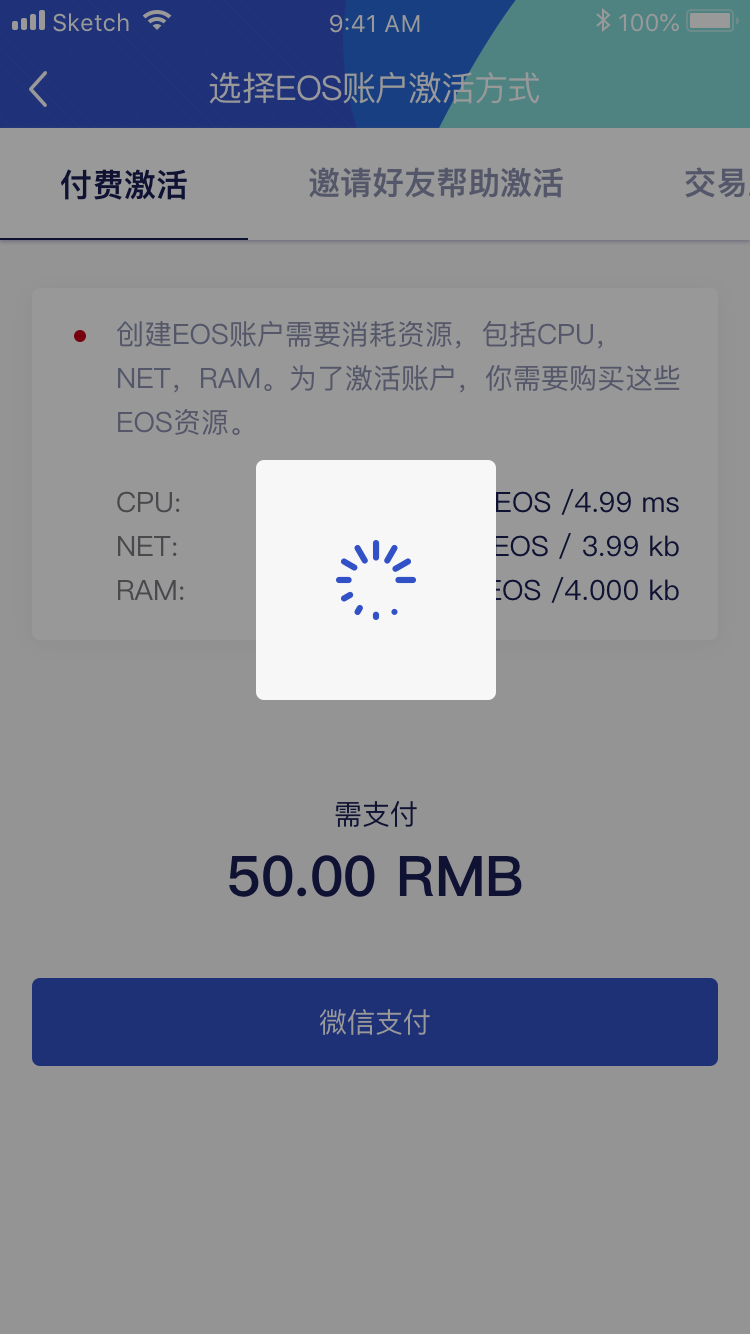 Sketch 9:41 AM 100%
选择EOS账户激活方式
付费激活 邀请好友帮助激活 交易
创建EOS账户需要消耗资源，包括CPU，
NET，RAM。为了激活账户，你需要购买这些
EOS资源。
CPU: EOS /4.99 ms
NET: EOS / 3.99 kb
RAM: EOS /4.000 kb
需支付
50.00 RMB
微信支付